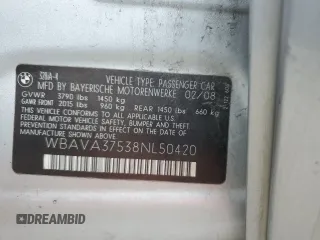 VEHICLE TYPE PASSENGER CAR
MFD BY BAYERISCHE MOTORENWERKE 02/08
GVWR 3790 lbs 1450 kg
GAWR FRONT 2015 lbs 960 kg REAR 1450 lbs 660 kg
THIS VEHICLE CONFORMS TO ALL APPLICABLE
FEDERAL MOTOR VEHICLE SAFETY, BUMPER AND
THEFT PREVENTION STANDARDS IN EFFECT ON THE
DATE OF MANUFACTURE SHOWN ABOVE.
WBAVA37538NL50420
DREAMBID